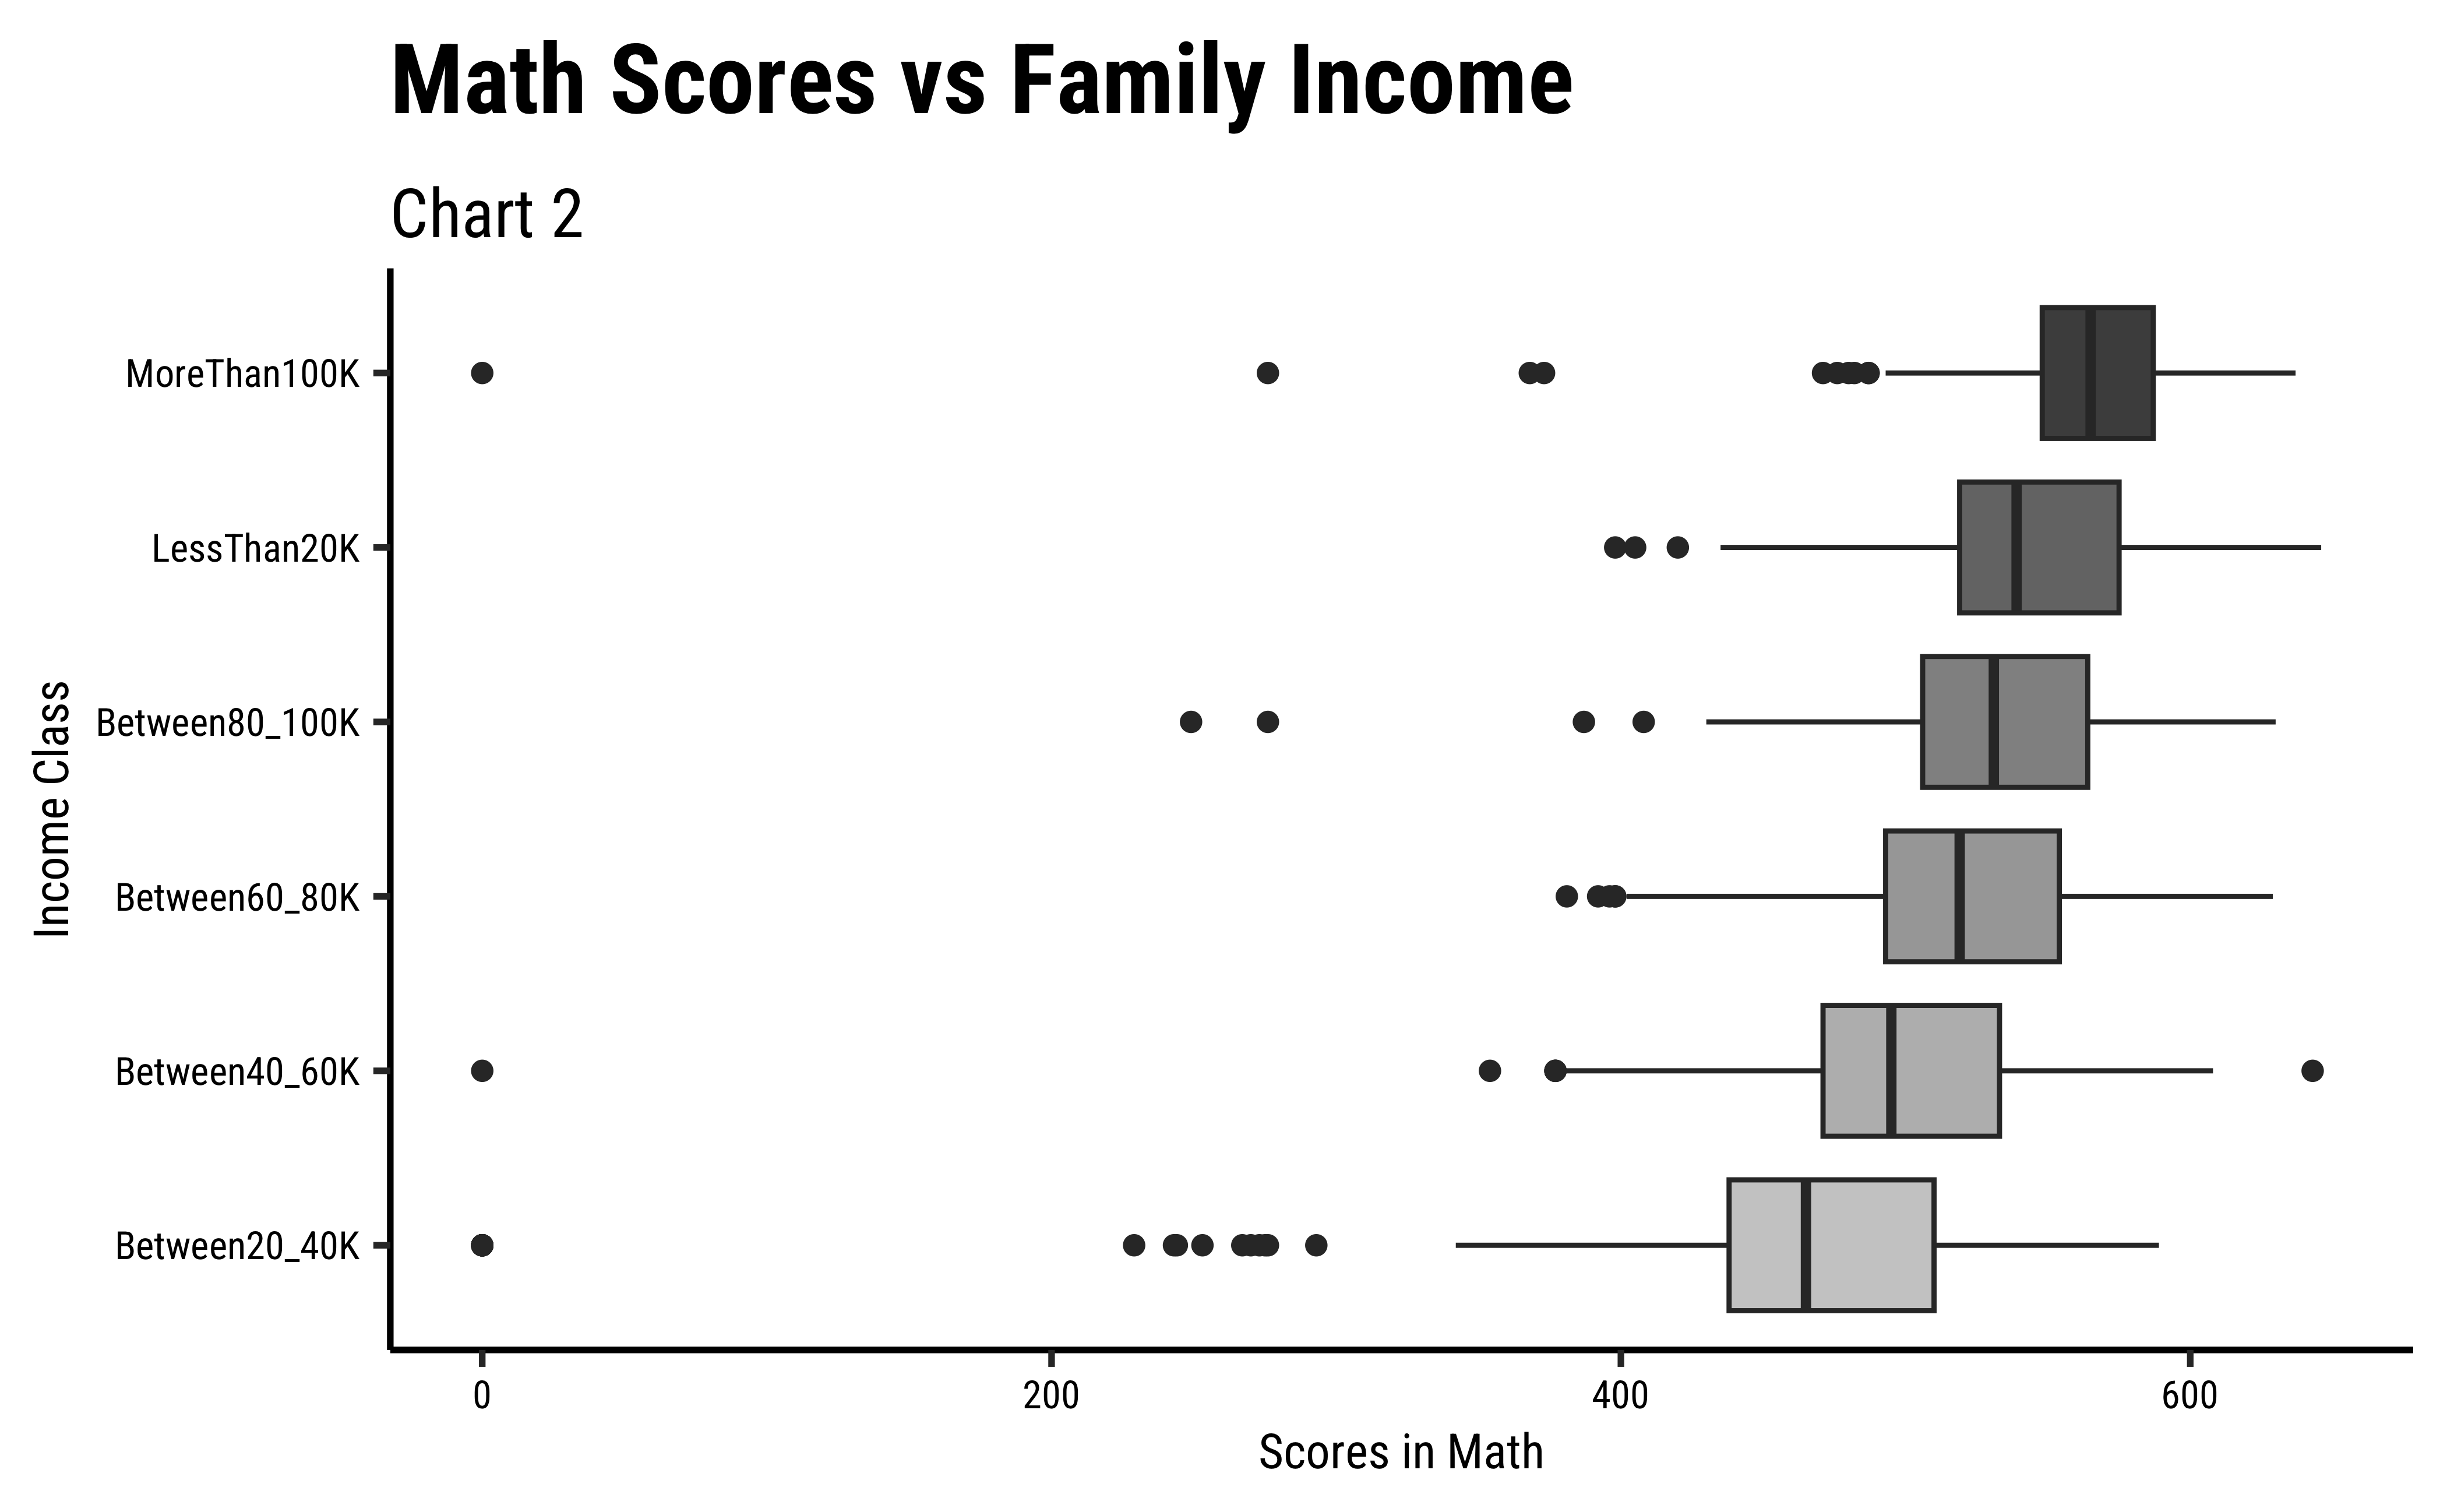 Math Scores vs Family Income
Chart 2
Income Class
MoreThan100K
LessThan20K
Between80_100K
Between60_80K
Between40_60K
Between20_40K
0 200 400 600
Scores in Math